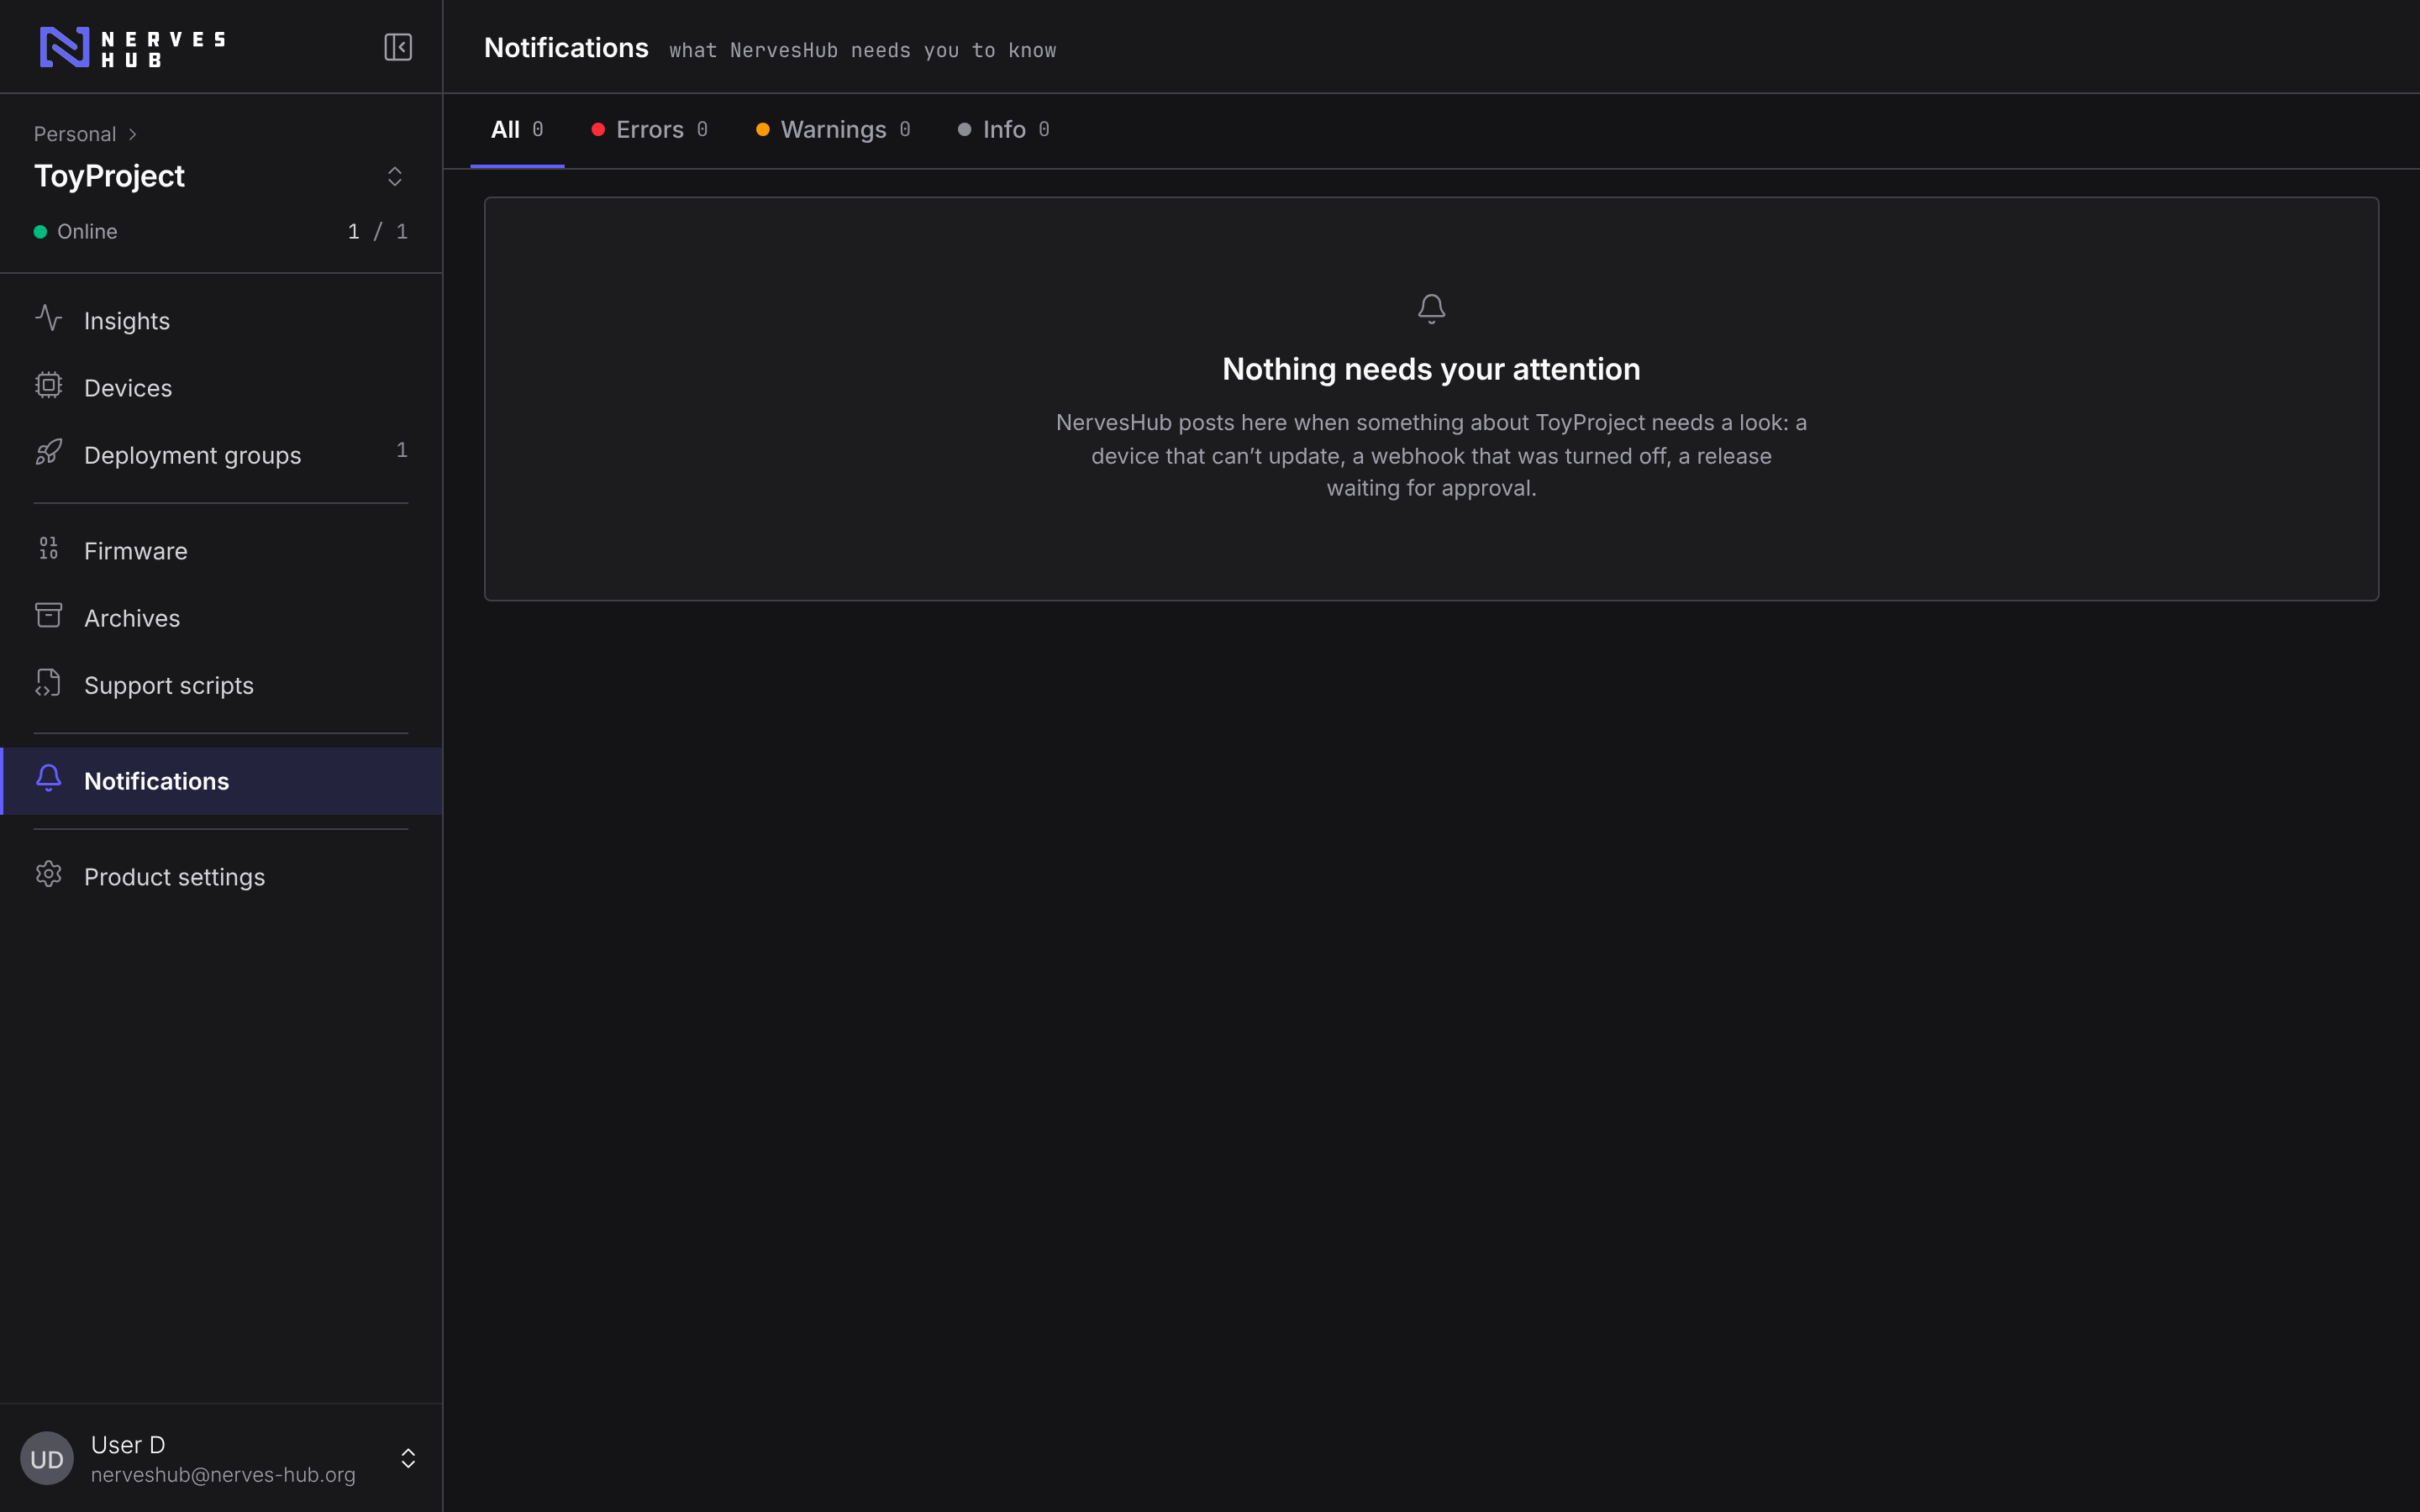 NERVES
HUB
Personal
ToyProject
Online 1 / 1
Insights
Devices
Deployment groups 1
Firmware
Archives
Support scripts
Notifications
Product settings
UD
User D
nerveshub@nerves-hub.org
Notifications what NervesHub needs you to know
All 0 Errors 0 Warnings 0 Info 0
Nothing needs your attention
NervesHub posts here when something about ToyProject needs a look: a
device that can’t update, a webhook that was turned off, a release
waiting for approval.